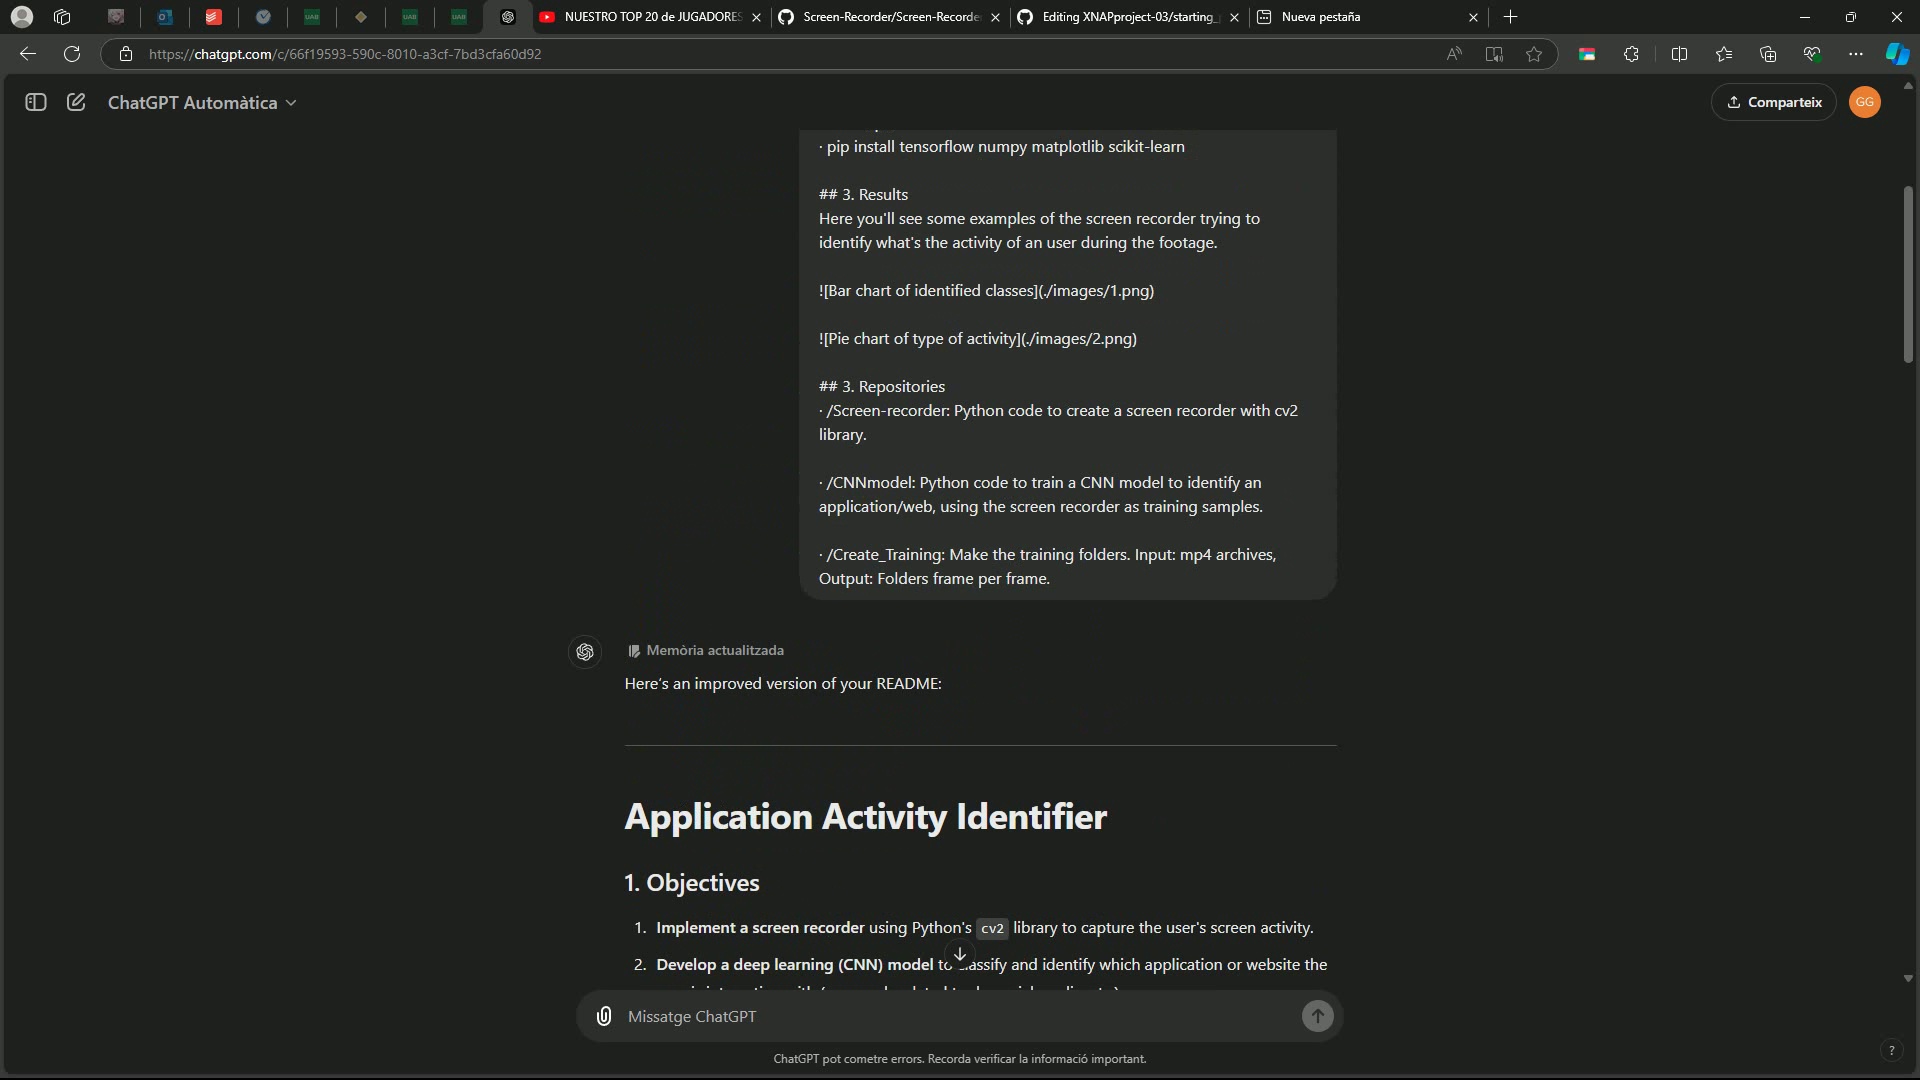 UAB
UAB
UAB
NUESTRO TOP 20 de JUGADORES
Screen-Recorder/Screen-Recorde
Editing XNAPproject-03/starting_
Nueva pestaña
https://chatgpt.com/c/66f19593-590c-8010-a3cf-7bd3cfa60d92
ChatGPT Automàtica
Comparteix
GG
· pip install tensorflow numpy matplotlib scikit-learn
## 3. Results
Here you'll see some examples of the screen recorder trying to
identify what's the activity of an user during the footage.
![Bar chart of identified classes](./images/1.png)
![Pie chart of type of activity](./images/2.png)
## 3. Repositories
· /Screen-recorder: Python code to create a screen recorder with cv2
library.
· /CNNmodel: Python code to train a CNN model to identify an
application/web, using the screen recorder as training samples.
· /Create_Training: Make the training folders. Input: mp4 archives,
Output: Folders frame per frame.
Memòria actualitzada
Here's an improved version of your README:
Application Activity Identifier
1. Objectives
1. Implement a screen recorder using Python's cv2 library to capture the user's screen activity.
2. Develop a deep learning (CNN) model to classify and identify which application or website the
Missatge ChatGPT
ChatGPT pot cometre errors. Recorda verificar la informació important.
?